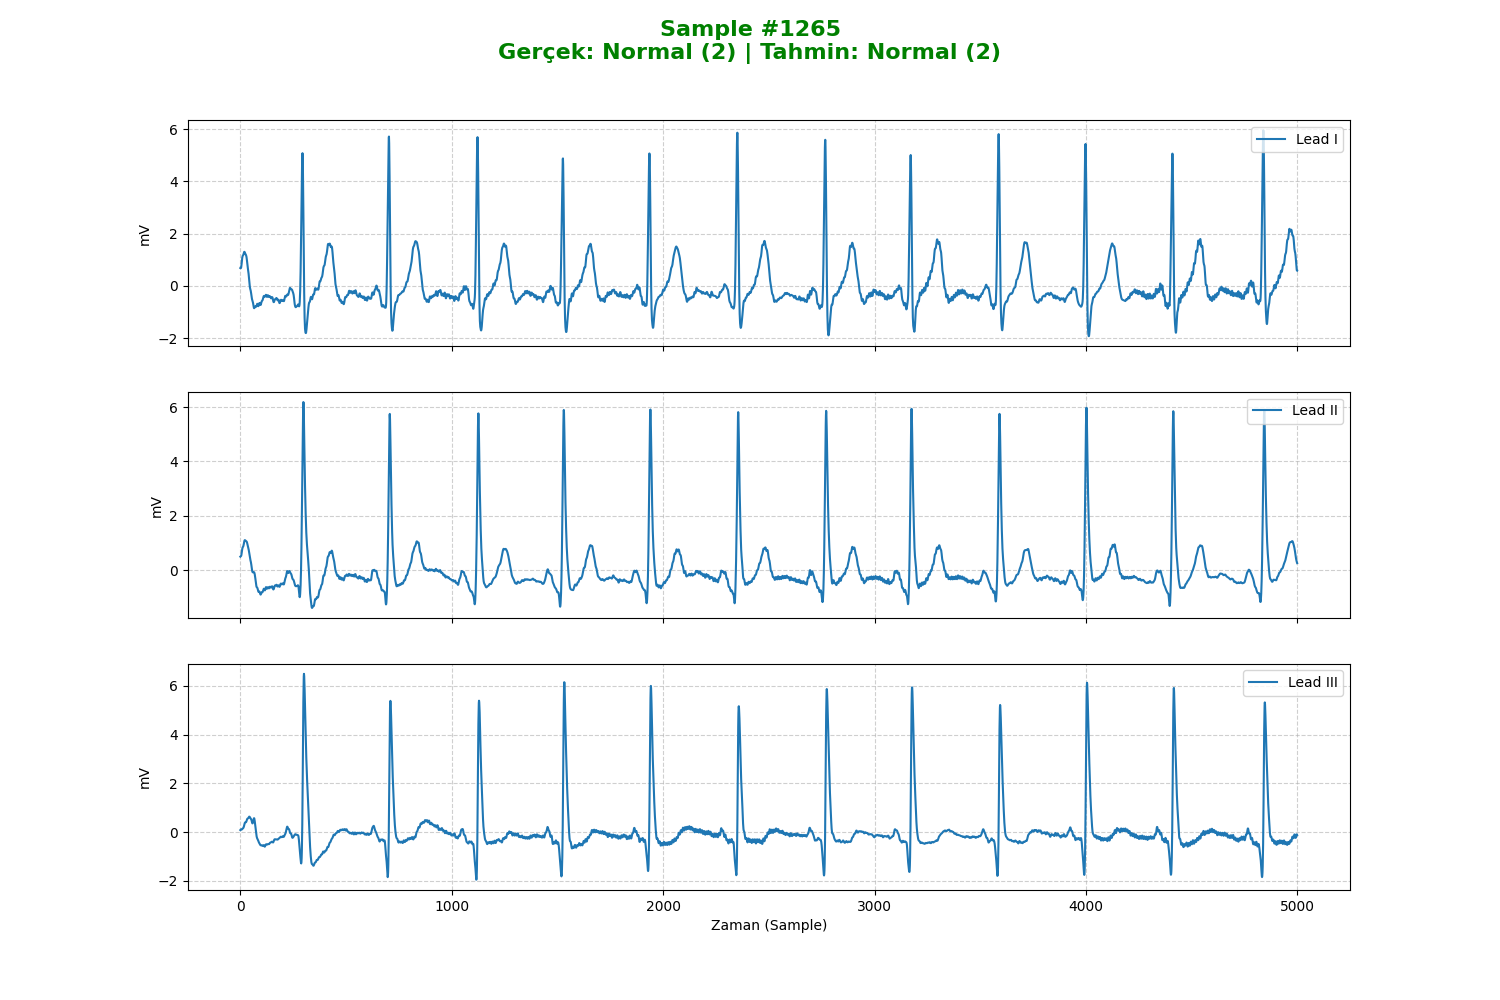 Sample #1265
Gerçek: Normal (2) | Tahmin: Normal (2)
6
4
2
0
−2
mV
Lead I
6
4
2
0
mV
Lead II
6
4
2
0
−2
mV
Lead III
0
1000
2000
3000
4000
5000
Zaman (Sample)